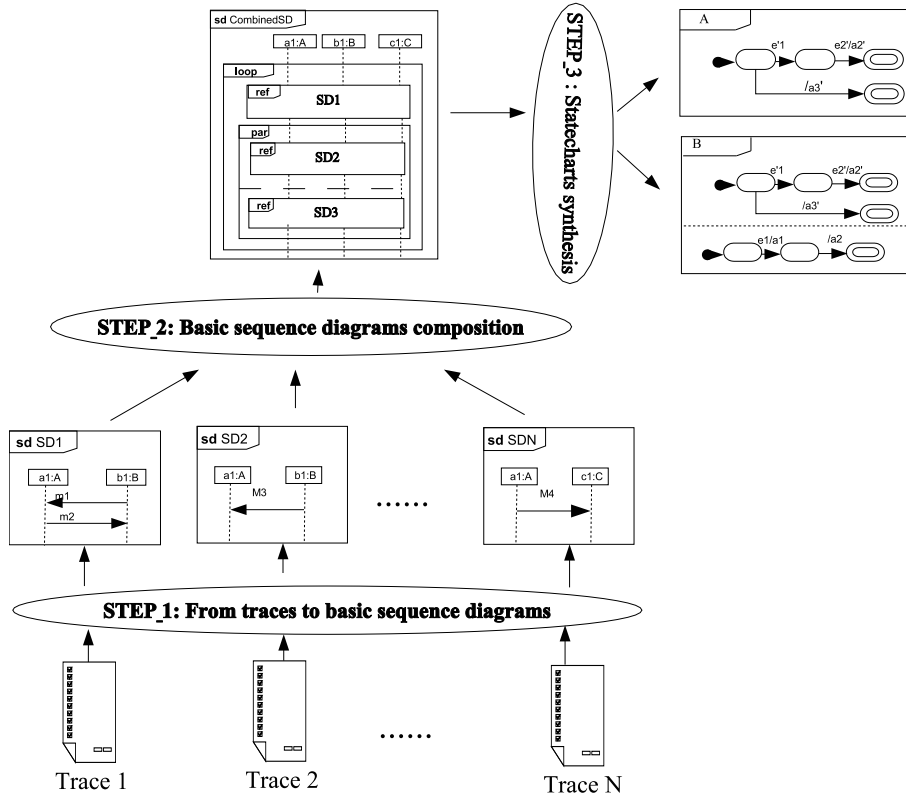 sd CombinedSD
a1:A b1:B c1:C
loop
ref
SD1
par
ref
SD2
ref
SD3
STEP_3 : Statecharts synthesis
A
e'1 e2'/a2'
/a3'
B
e'1 e2'/a2'
/a3'
e1/a1 /a2
STEP_2: Basic sequence diagrams composition
sd SD1
a1:A b1:B
m1
m2
sd SD2
a1:A b1:B
M3
......
sd SDN
a1:A c1:C
M4
STEP_1: From traces to basic sequence diagrams
......
Trace 1 Trace 2 Trace N